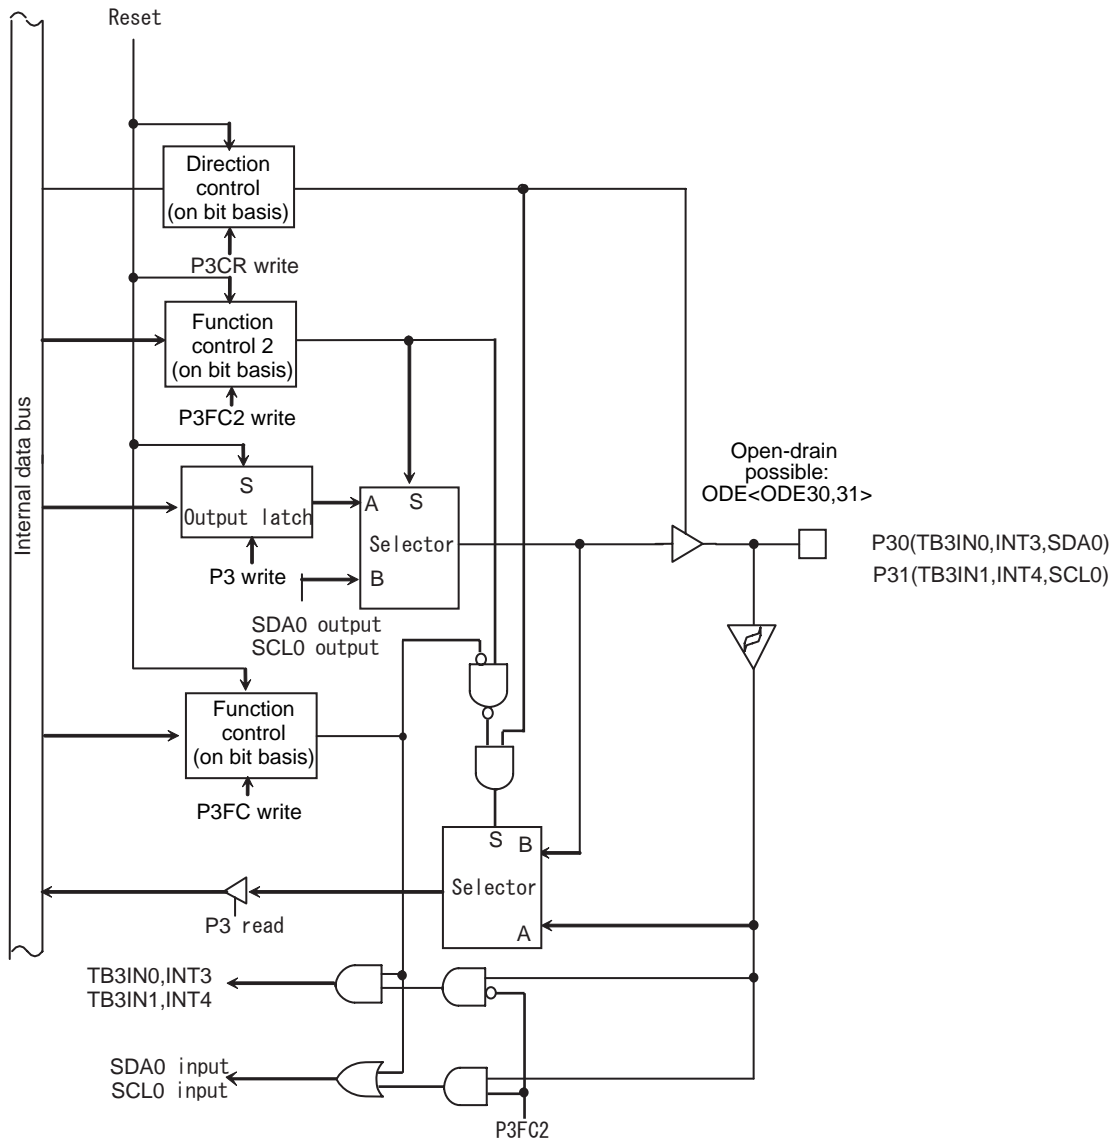 Reset
Internal data bus
Direction
control
(on bit basis)
P3CR write
Function
control 2
(on bit basis)
P3FC2 write
S
Output latch
P3 write
A
S
Selector
B
SDA0 output
SCL0 output
Open-drain
possible:
ODE<ODE30,31>
P30(TB3IN0,INT3,SDA0)
P31(TB3IN1,INT4,SCL0)
Function
control
(on bit basis)
P3FC write
S
B
Selector
A
P3 read
TB3IN0,INT3
TB3IN1,INT4
SDA0 input
SCL0 input
P3FC2